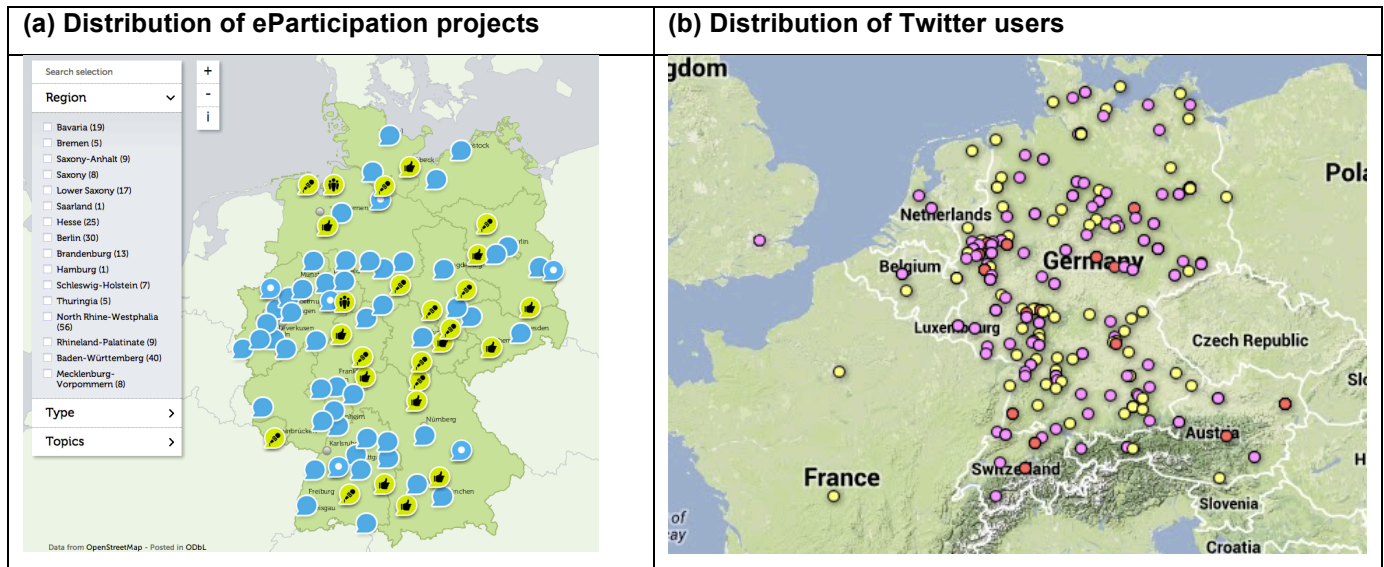 (a) Distribution of eParticipation projects
Search selection
Region
Bavaria (19)
Bremen (5)
Saxony-Anhalt (9)
Saxony (8)
Lower Saxony (17)
Saarland (1)
Hesse (25)
Berlin (30)
Brandenburg (13)
Hamburg (1)
Schleswig-Holstein (7)
Thuringia (5)
North Rhine-Westphalia
(56)
Rhineland-Palatinate (9)
Baden-Württemberg (40)
Mecklenburg-
Vorpommern (8)
Type
Topics
+
-
i
Nürnberg
Freiburg
Data from OpenStreetMap - Posted in ODbL
(b) Distribution of Twitter users
gdom
Netherlands
Belgium
Germany
Luxembourg
Czech Republic
France
Switzerland
Austria
Slovenia
Croatia
of